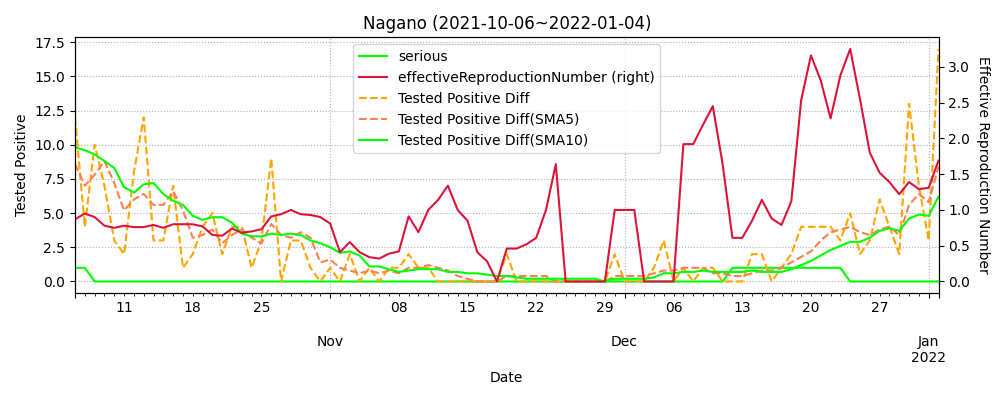 Nagano (2021-10-06~2022-01-04)
serious
effectiveReproductionNumber (right)
Tested Positive Diff
Tested Positive Diff(SMA5)
Tested Positive Diff(SMA10)
Tested Positive
17.5
15.0
12.5
10.0
7.5
5.0
2.5
0.0
Effective Reproduction Number
3.0
2.5
2.0
1.5
1.0
0.5
0.0
11 18 25 08 15 22 29 06 13 20 27
Nov Dec Jan
2022
Date